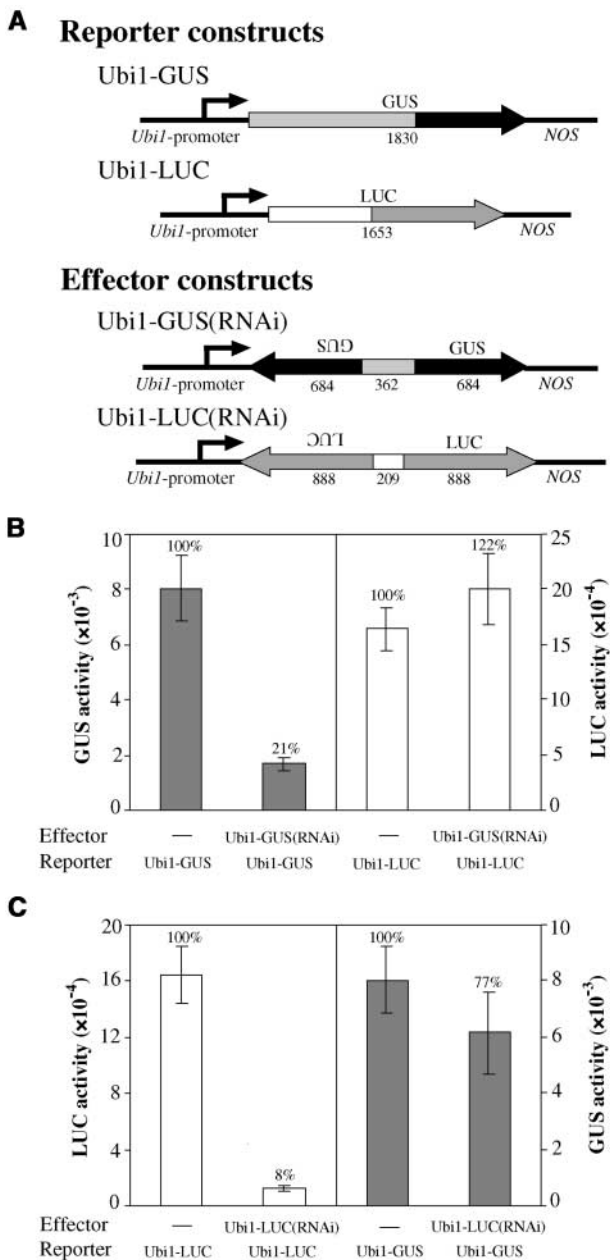 A Reporter constructs
Ubi1-GUS
GUS
Ubi1-promoter 1830 NOS
Ubi1-LUC
LUC
Ubi1-promoter 1653 NOS
Effector constructs
Ubi1-GUS(RNAi)
GUS GUS
Ubi1-promoter 684 362 684 NOS
Ubi1-LUC(RNAi)
LUC LUC
Ubi1-promoter 888 209 888 NOS
B
GUS activity (×10-3)
10
8
6
4
2
0
100%
21%
100%
122%
25
20
15
10
5
0
LUC activity (×10-4)
Effector — Ubi1-GUS(RNAi) — Ubi1-GUS(RNAi)
Reporter Ubi1-GUS Ubi1-GUS Ubi1-LUC Ubi1-LUC
C
LUC activity (×10-4)
20
16
12
8
4
0
100%
8%
100%
77%
10
8
6
4
2
0
GUS activity (×10-3)
Effector — Ubi1-LUC(RNAi) — Ubi1-LUC(RNAi)
Reporter Ubi1-LUC Ubi1-LUC Ubi1-GUS Ubi1-GUS